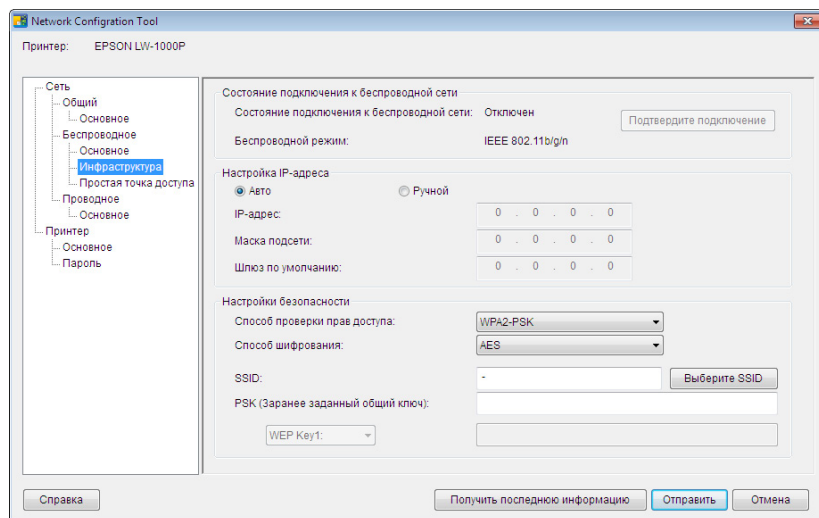 Network Configration Tool
Принтер: EPSON LW-1000P
Сеть
Общий
Основное
Беспроводное
Основное
Инфраструктура
Простая точка доступа
Проводное
Основное
Принтер
Основное
Пароль
Состояние подключения к беспроводной сети
Состояние подключения к беспроводной сети: Отключен
Подтвердите подключение
Беспроводной режим: IEEE 802.11b/g/n
Настройка IP-адреса
Авто Ручной
IP-адрес: 0 . 0 . 0 . 0
Маска подсети: 0 . 0 . 0 . 0
Шлюз по умолчанию: 0 . 0 . 0 . 0
Настройки безопасности
Способ проверки прав доступа: WPA2-PSK
Способ шифрования: AES
SSID: - Выберите SSID
PSK (Заранее заданный общий ключ):
WEP Key1:
Справка Получить последнюю информацию Отправить Отмена